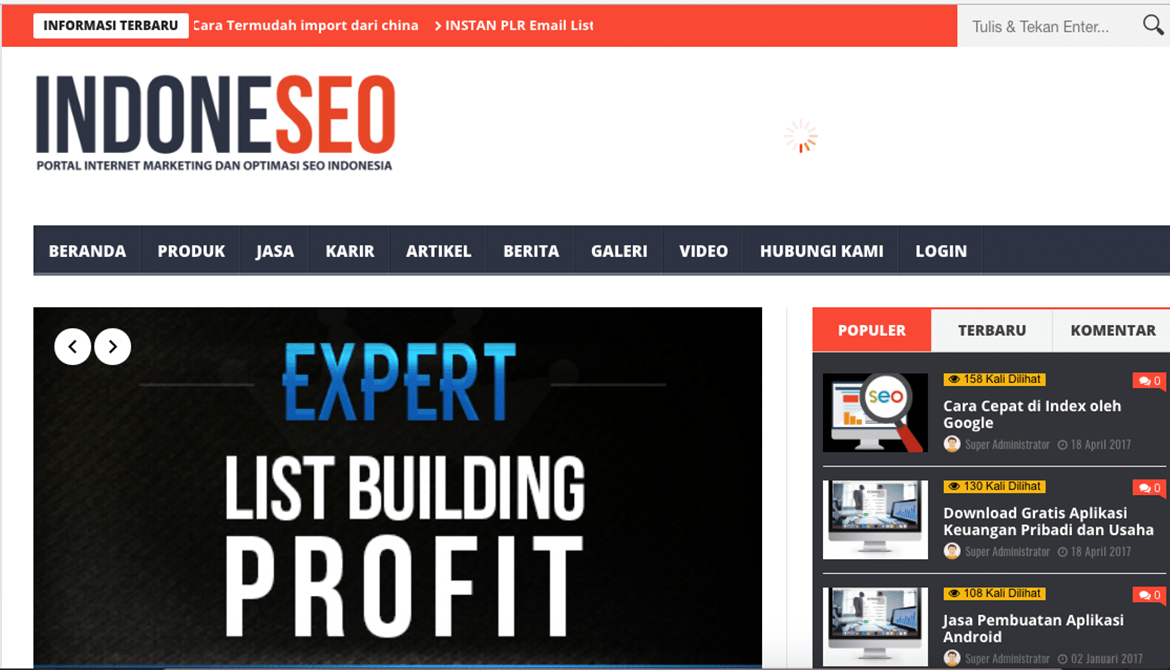 INFORMASI TERBARU Cara Termudah import dari china > INSTAN PLR Email List
Tulis & Tekan Enter...
INDONESEO
PORTAL INTERNET MARKETING DAN OPTIMASI SEO INDONESIA
BERANDA PRODUK JASA KARIR ARTIKEL BERITA GALERI VIDEO HUBUNGI KAMI LOGIN
EXPERT
LIST BUILDING
PROFIT
POPULER TERBARU KOMENTAR
seo
158 Kali Dilihat 0
Cara Cepat di Index oleh
Google
Super Administrator 18 April 2017
130 Kali Dilihat 0
Download Gratis Aplikasi
Keuangan Pribadi dan Usaha
Super Administrator 18 April 2017
108 Kali Dilihat 0
Jasa Pembuatan Aplikasi
Android
Super Administrator 02 Januari 2017